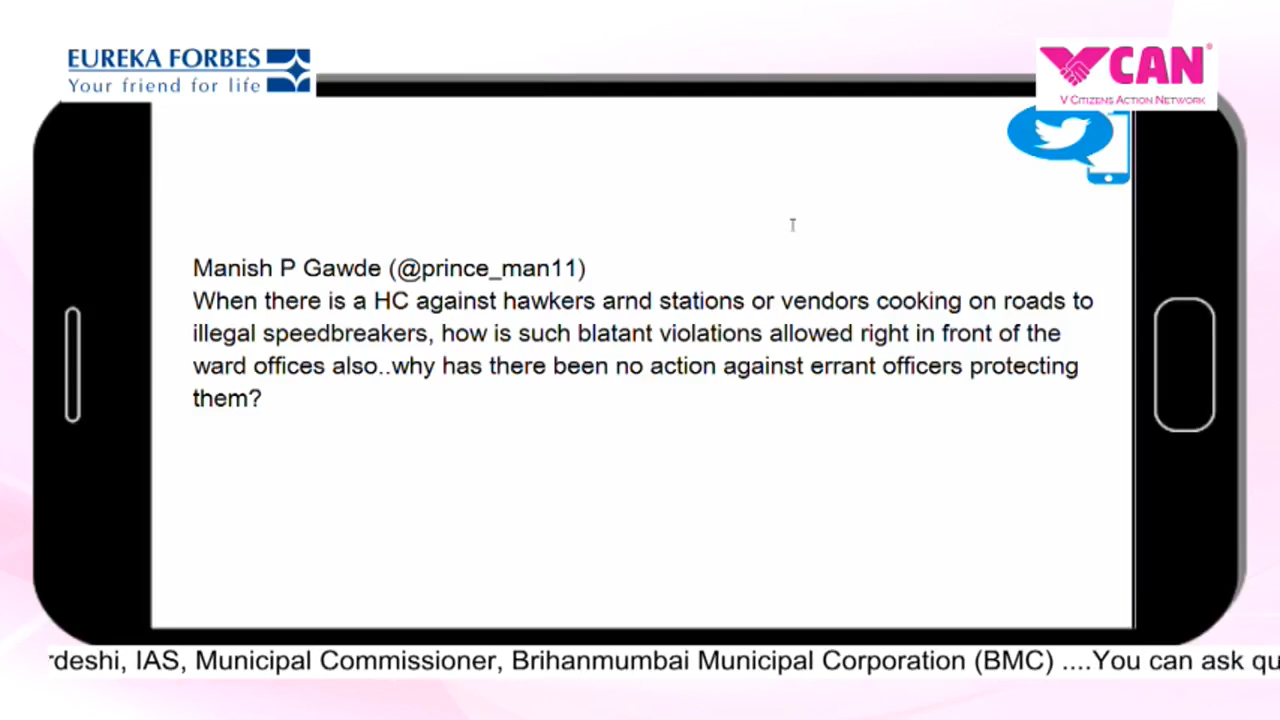 EUREKA FORBES
Your friend for life
CAN
V CITIZENS ACTION NETWORK
Manish P Gawde (@prince_man11)
When there is a HC against hawkers arnd stations or vendors cooking on roads to
illegal speedbreakers, how is such blatant violations allowed right in front of the
ward offices also..why has there been no action against errant officers protecting
them?
deshi, IAS, Municipal Commissioner, Brihanmumbai Municipal Corporation (BMC) ....You can ask qu